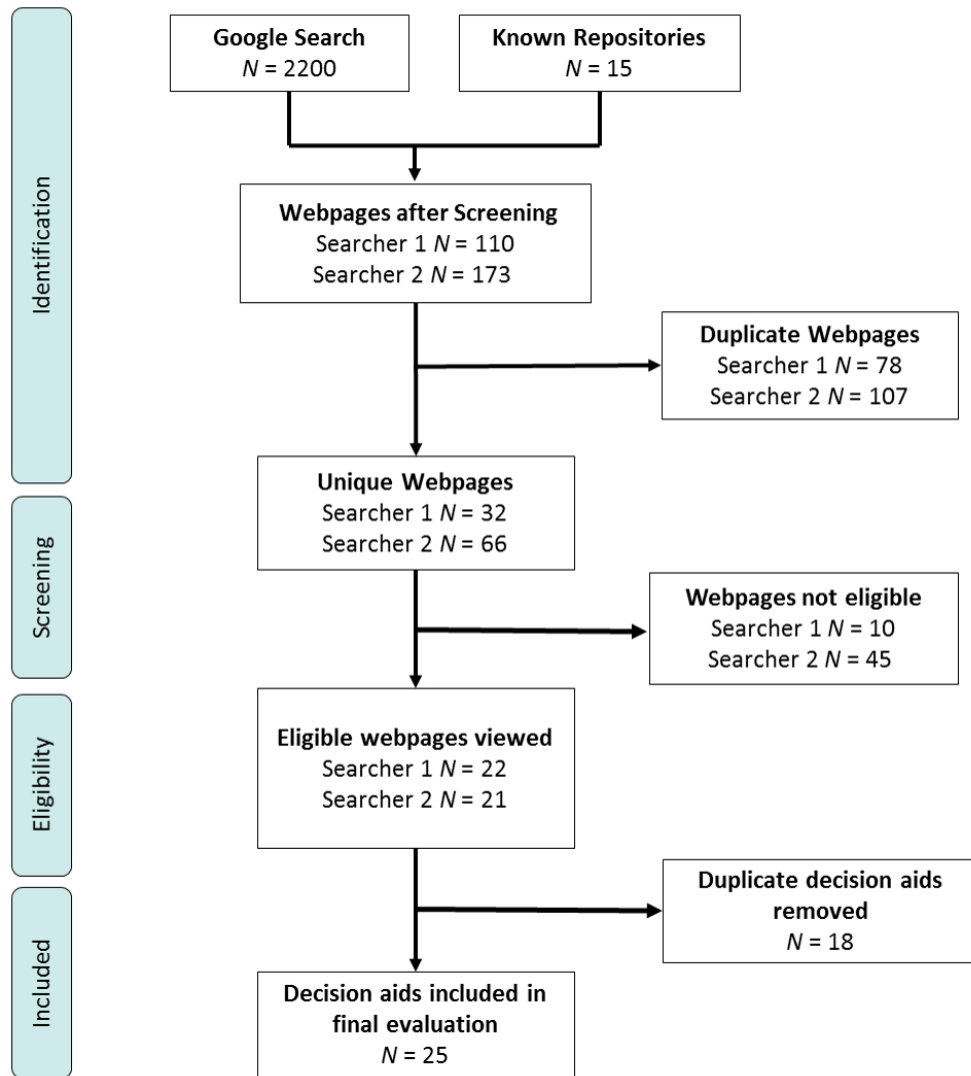 Google Search
N = 2200
Known Repositories
N = 15
Identification
Webpages after Screening
Searcher 1 N = 110
Searcher 2 N = 173
Duplicate Webpages
Searcher 1 N = 78
Searcher 2 N = 107
Unique Webpages
Searcher 1 N = 32
Searcher 2 N = 66
Screening
Webpages not eligible
Searcher 1 N = 10
Searcher 2 N = 45
Eligibility
Eligible webpages viewed
Searcher 1 N = 22
Searcher 2 N = 21
Duplicate decision aids
removed
N = 18
Included
Decision aids included in
final evaluation
N = 25